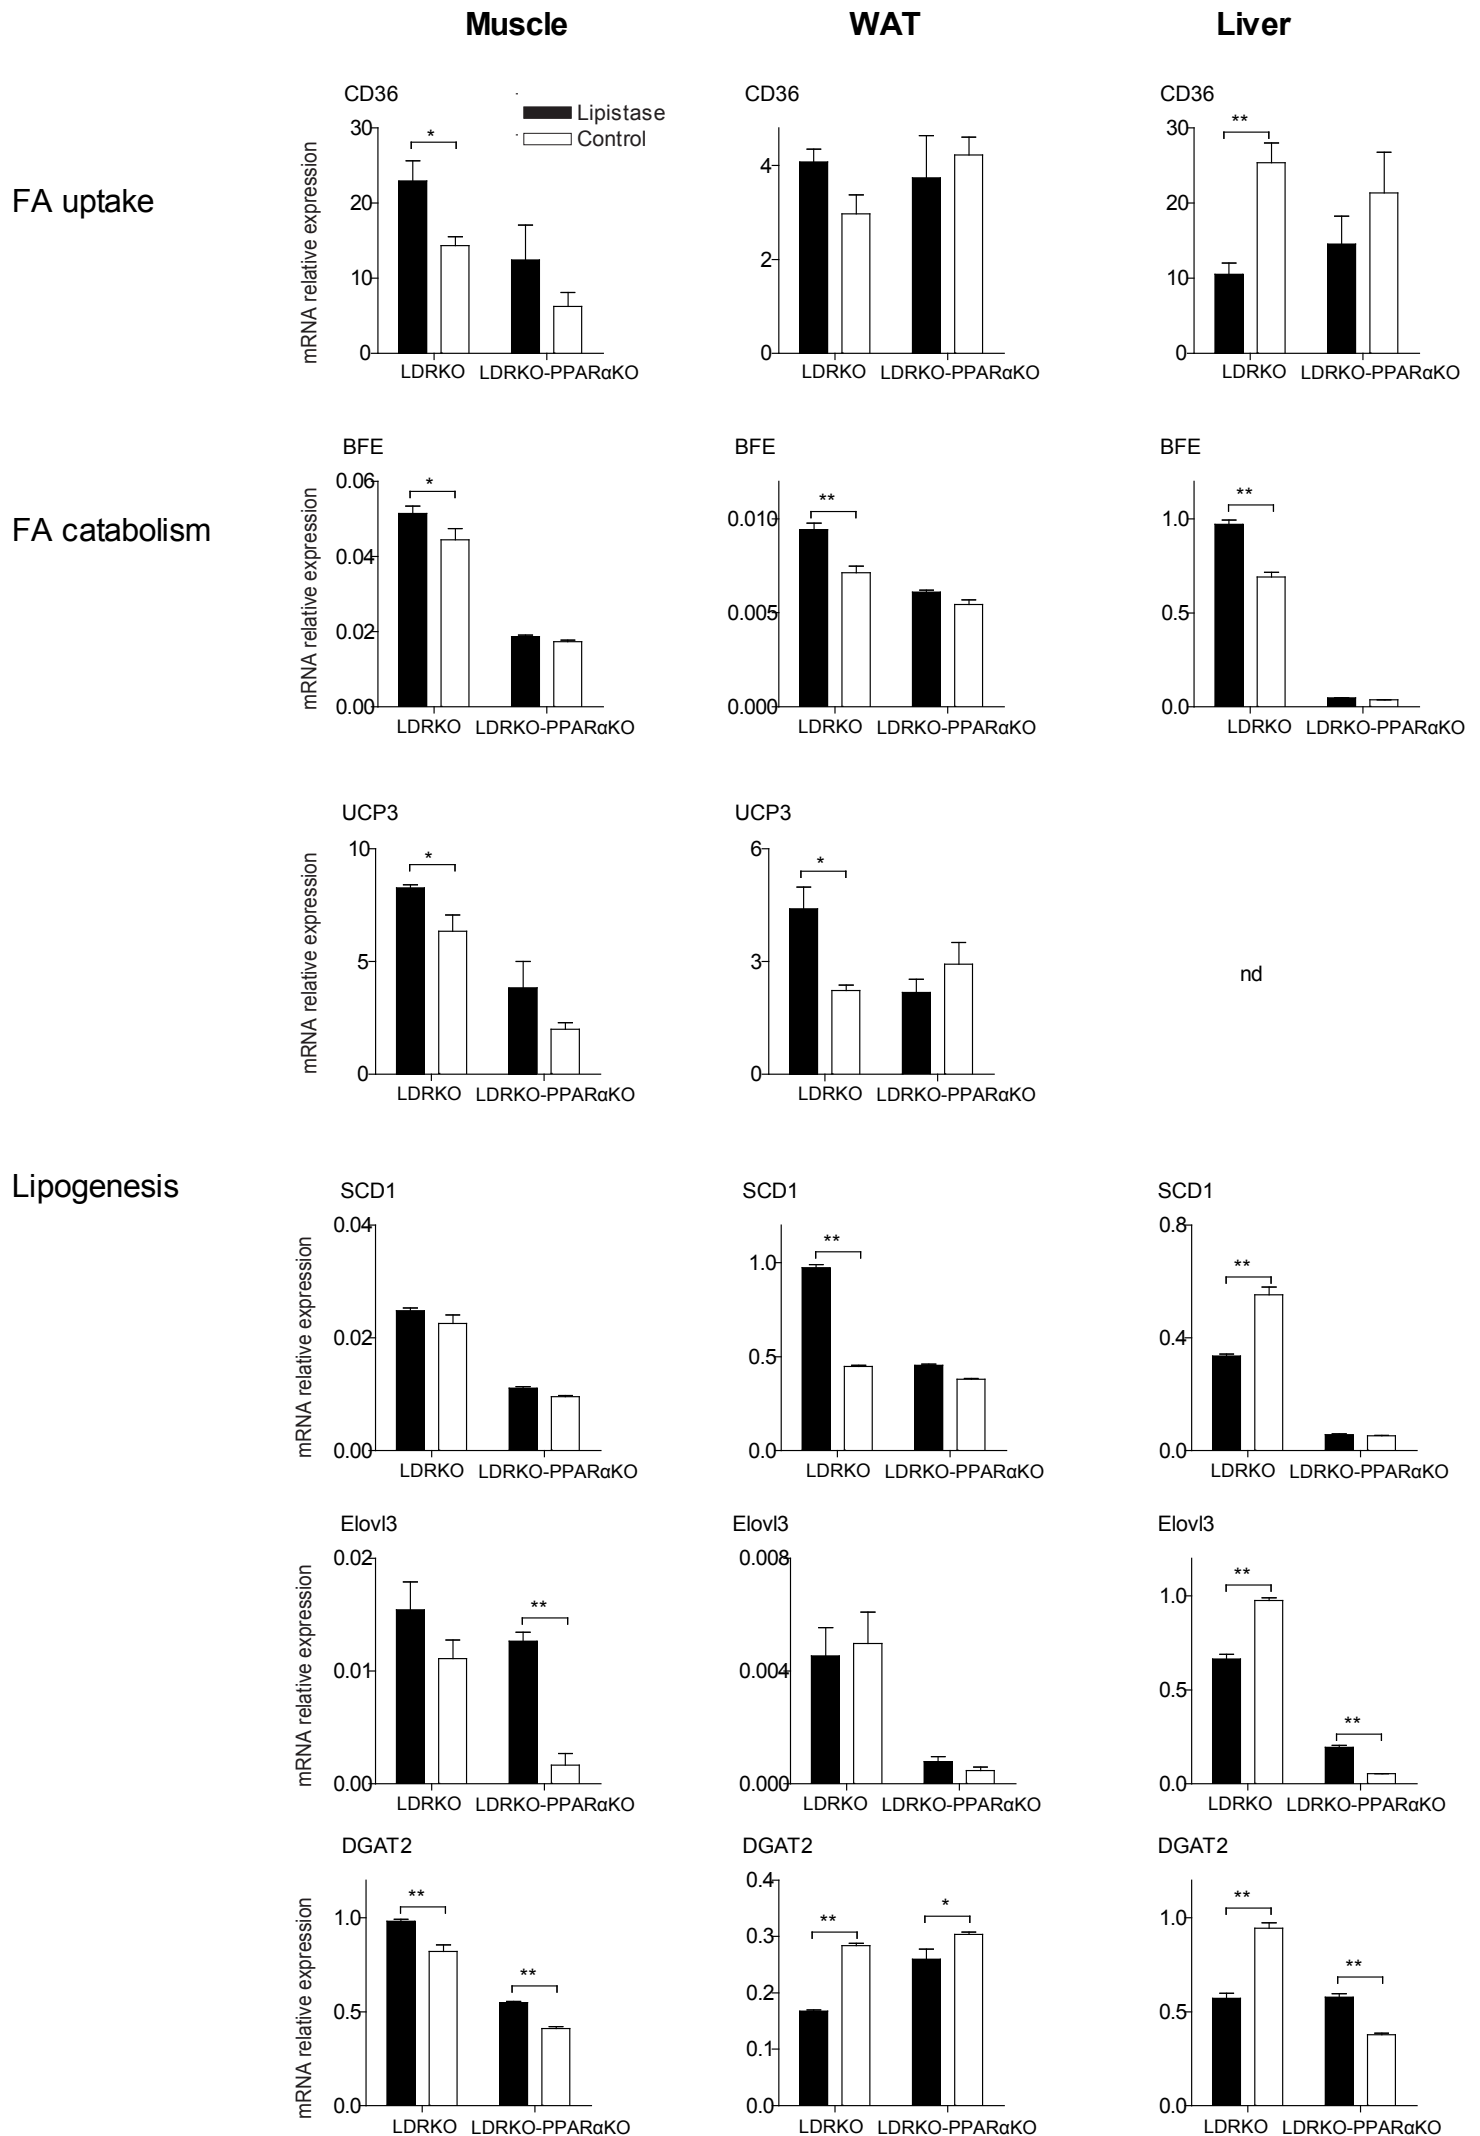 Muscle WAT Liver
CD36 CD36 CD36
Lipistase
Control
FA uptake
mRNA relative expression
30 20 10 0
*
LDRKO LDRKO-PPARαKO
4 2 0
LDRKO LDRKO-PPARαKO
30 20 10 0
**
LDRKO LDRKO-PPARαKO
BFE BFE BFE
FA catabolism
mRNA relative expression
0.06 0.04 0.02 0.00
*
LDRKO LDRKO-PPARαKO
0.010 0.005 0.000
**
LDRKO LDRKO-PPARαKO
1.0 0.5 0.0
**
LDRKO LDRKO-PPARαKO
UCP3 UCP3
mRNA relative expression
10 5 0
*
LDRKO LDRKO-PPARαKO
6 3 0
*
LDRKO LDRKO-PPARαKO
nd
Lipogenesis
SCD1 SCD1 SCD1
mRNA relative expression
0.04 0.02 0.00
LDRKO LDRKO-PPARαKO
1.0 0.5 0.0
**
LDRKO LDRKO-PPARαKO
0.8 0.4 0.0
**
LDRKO LDRKO-PPARαKO
Elovl3 Elovl3 Elovl3
mRNA relative expression
0.02 0.01 0.00
**
LDRKO LDRKO-PPARαKO
0.008 0.004 0.000
LDRKO LDRKO-PPARαKO
1.0 0.5 0.0
** **
LDRKO LDRKO-PPARαKO
DGAT2 DGAT2 DGAT2
mRNA relative expression
1.0 0.5 0.0
** **
LDRKO LDRKO-PPARαKO
0.4 0.3 0.2 0.1 0.0
** *
LDRKO LDRKO-PPARαKO
1.0 0.5 0.0
** **
LDRKO LDRKO-PPARαKO